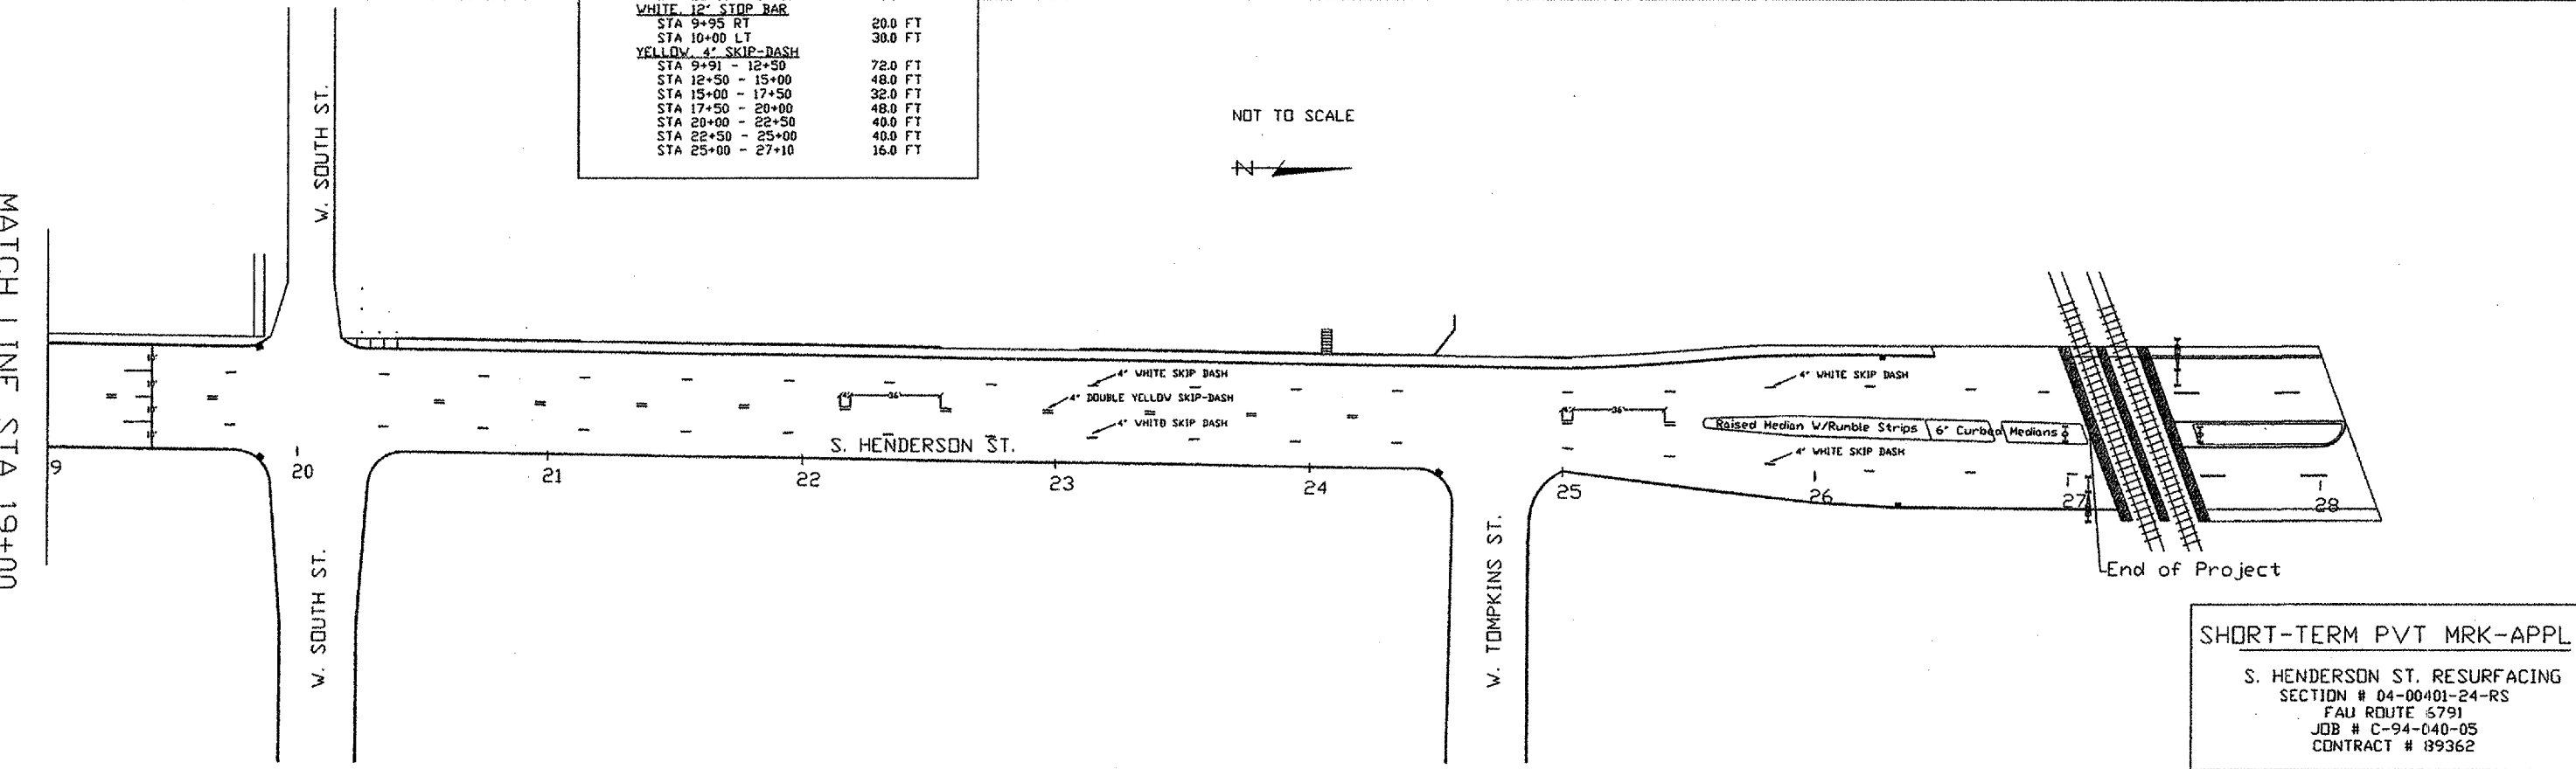 WHITE, 12" STOP BAR
STA 9+95 RT 20.0 FT
STA 10+00 LT 30.0 FT
YELLOW, 4" SKIP-DASH
STA 9+91 - 12+50 72.0 FT
STA 12+50 - 15+00 48.0 FT
STA 15+00 - 17+50 32.0 FT
STA 17+50 - 20+00 48.0 FT
STA 20+00 - 22+50 40.0 FT
STA 22+50 - 25+00 40.0 FT
STA 25+00 - 27+10 16.0 FT
W. SOUTH ST.
NOT TO SCALE
N
MATCH LINE STA 19+00
4" WHITE SKIP DASH
4" DOUBLE YELLOW SKIP-DASH
4" WHITD SKIP DASH
36'
36'
4" WHITE SKIP DASH
Raised Median W/Rumble Strips
6" Curbed Medians
4" WHITE SKIP DASH
S. HENDERSON ST.
9
20
21
22
23
24
25
26
27
28
W. SOUTH ST.
W. TOMPKINS ST.
End of Project
SHORT-TERM PVT MRK-APPL
S. HENDERSON ST. RESURFACING
SECTION # 04-00401-24-RS
FAU ROUTE 6791
JOB # C-94-040-05
CONTRACT # 89362